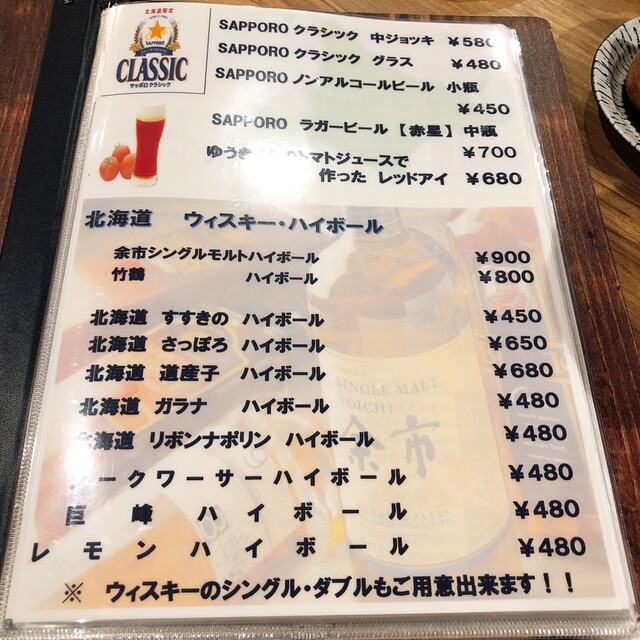 北海道限定
SAPPORO
CLASSIC
サッポロクラシック
SAPPORO クラシック 中ジョッキ ¥580
SAPPORO クラシック グラス ¥480
SAPPORO ノンアルコールビール 小瓶
¥450
SAPPORO ラガービール【赤星】中瓶
¥700
ゆうき トマトジュースで
作った レッドアイ ¥680
北海道 ウィスキー・ハイボール
余市シングルモルトハイボール ¥900
竹鶴 ハイボール ¥800
北海道 すすきの ハイボール ¥450
北海道 さっぽろ ハイボール ¥650
北海道 道産子 ハイボール ¥680
北海道 ガラナ ハイボール ¥480
北海道 リボンナポリン ハイボール ¥480
ークワーサーハイボール ¥480
巨峰ハイボール ¥480
レモンハイボール ¥480
※ ウィスキーのシングル・ダブルもご用意出来ます！！
SINGLE MALT
YOICHI
余市